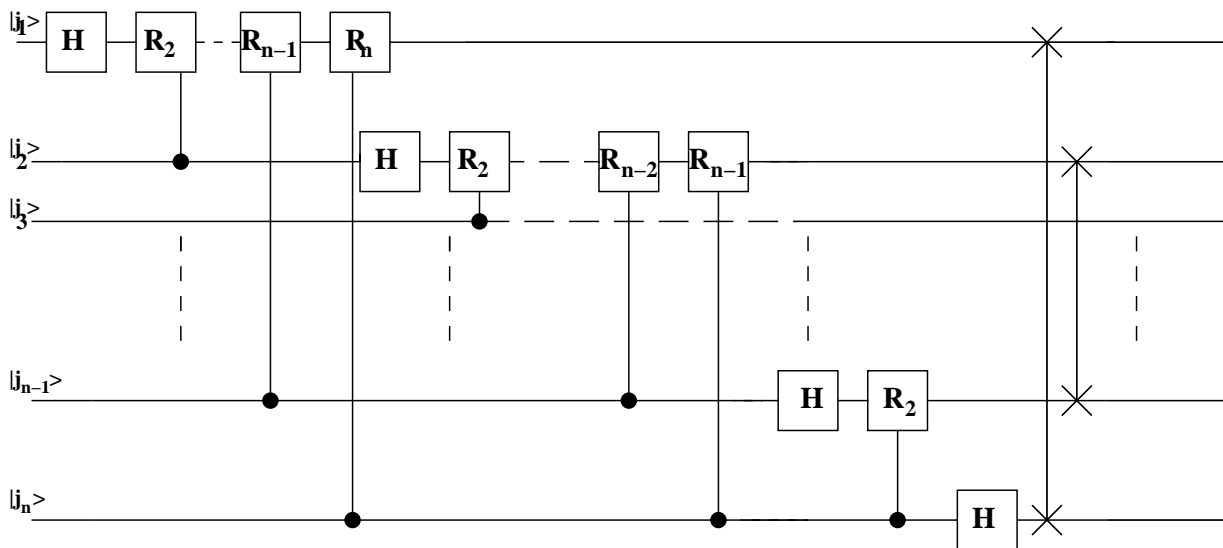 |j₁>
H R₂ Rₙ₋₁ Rₙ
|j₂>
H R₂ Rₙ₋₂ Rₙ₋₁
|j₃>
|jₙ₋₁>
H R₂
|jₙ>
H